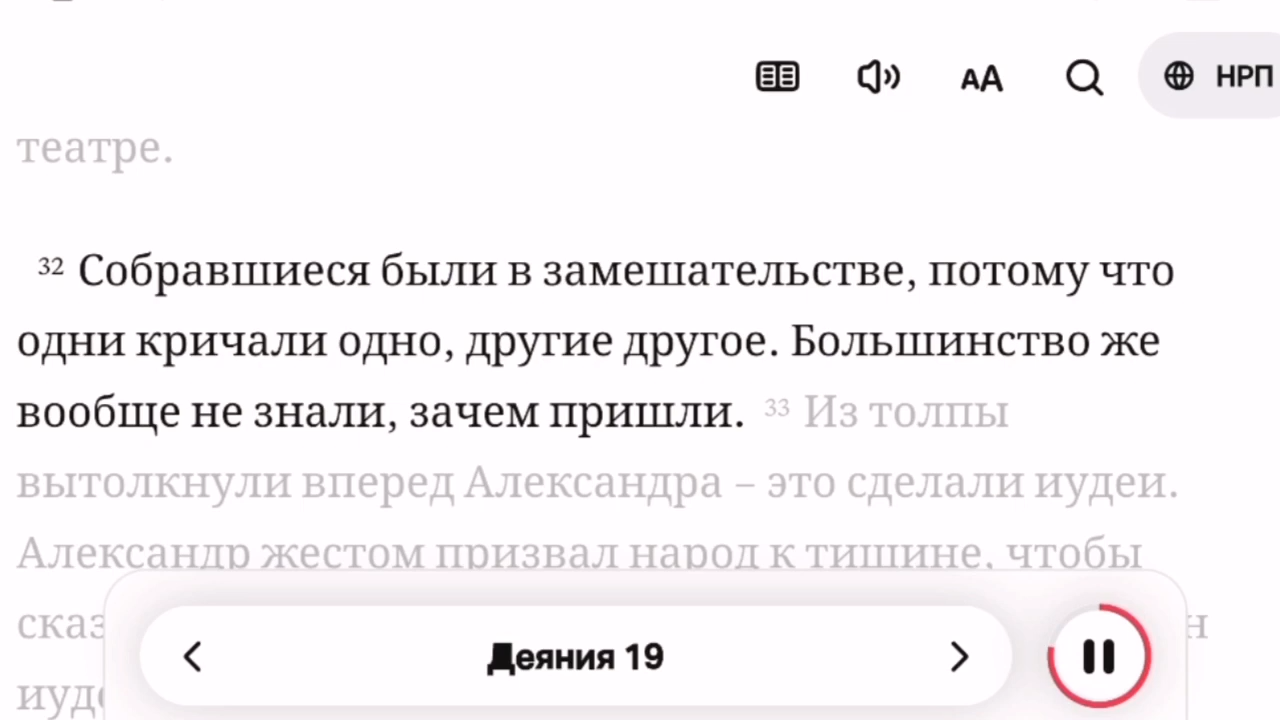 НРП
театре.
32 Собравшиеся были в замешательстве, потому что
одни кричали одно, другие другое. Большинство же
вообще не знали, зачем пришли. 33 Из толпы
вытолкнули вперед Александра – это сделали иудеи.
Александр жестом призвал народ к тишине, чтобы
Деяния 19